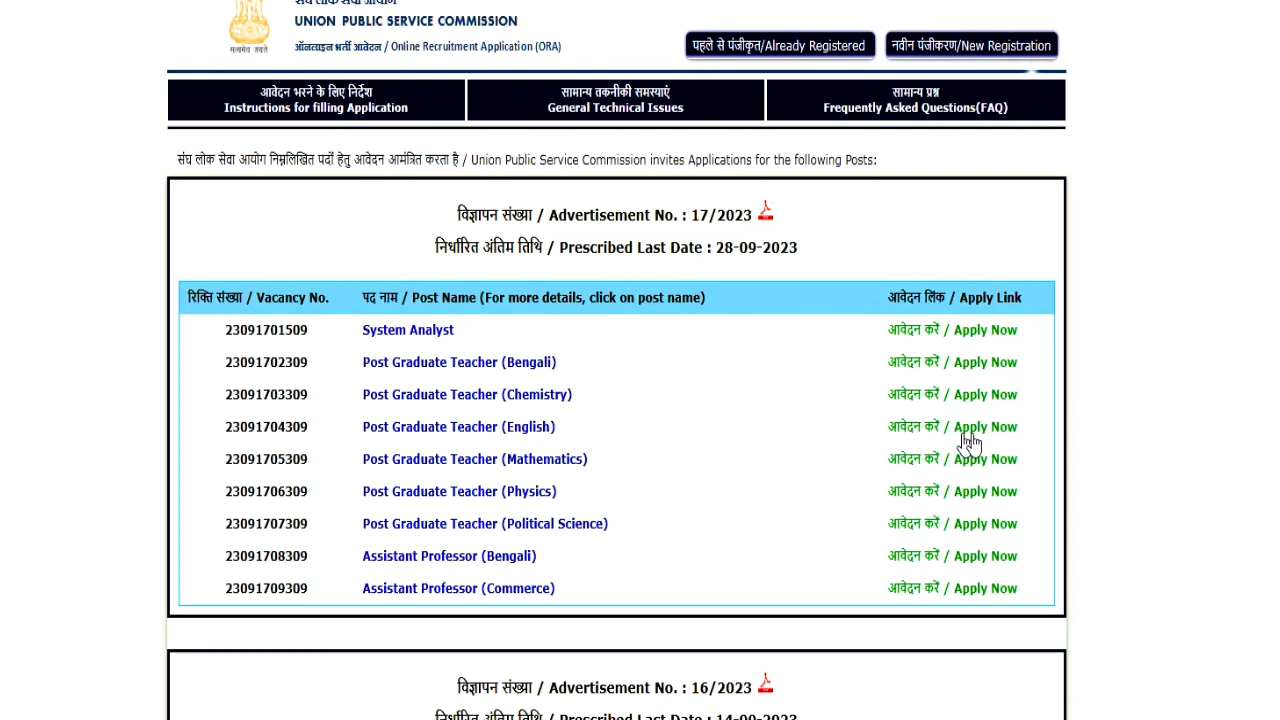 संघ लोक सेवा आयोग
UNION PUBLIC SERVICE COMMISSION
सत्यमेव जयते
ऑनलाइन भर्ती आवेदन / Online Recruitment Application (ORA)
पहले से पंजीकृत/Already Registered
नवीन पंजीकरण/New Registration
आवेदन भरने के लिए निर्देश
Instructions for filling Application
सामान्य तकनीकी समस्याएं
General Technical Issues
सामान्य प्रश्न
Frequently Asked Questions(FAQ)
संघ लोक सेवा आयोग निम्नलिखित पदों हेतु आवेदन आमंत्रित करता है / Union Public Service Commission invites Applications for the following Posts:
विज्ञापन संख्या / Advertisement No. : 17/2023
निर्धारित अंतिम तिथि / Prescribed Last Date : 28-09-2023
रिक्ति संख्या / Vacancy No. पद नाम / Post Name (For more details, click on post name) आवेदन लिंक / Apply Link
23091701509 System Analyst आवेदन करें / Apply Now
23091702309 Post Graduate Teacher (Bengali) आवेदन करें / Apply Now
23091703309 Post Graduate Teacher (Chemistry) आवेदन करें / Apply Now
23091704309 Post Graduate Teacher (English) आवेदन करें / Apply Now
23091705309 Post Graduate Teacher (Mathematics) आवेदन करें / Apply Now
23091706309 Post Graduate Teacher (Physics) आवेदन करें / Apply Now
23091707309 Post Graduate Teacher (Political Science) आवेदन करें / Apply Now
23091708309 Assistant Professor (Bengali) आवेदन करें / Apply Now
23091709309 Assistant Professor (Commerce) आवेदन करें / Apply Now
विज्ञापन संख्या / Advertisement No. : 16/2023
निर्धारित अंतिम तिथि / Prescribed Last Date : 14-09-2023